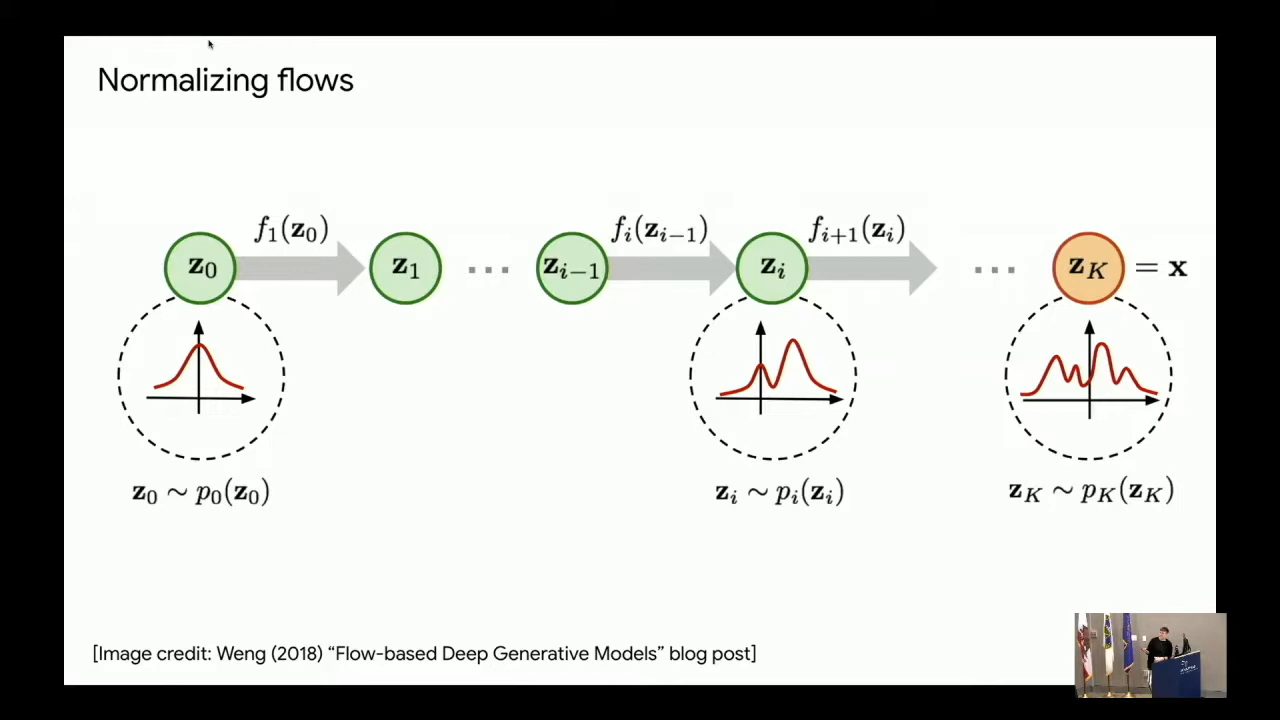 Normalizing flows
f₁(z₀) fᵢ(zᵢ₋₁) fᵢ₊₁(zᵢ)
z₀ z₁ ... zᵢ₋₁ zᵢ ... z_K = x
z₀ ∼ p₀(z₀) zᵢ ∼ pᵢ(zᵢ) z_K ∼ p_K(z_K)
[Image credit: Weng (2018) “Flow-based Deep Generative Models” blog post]